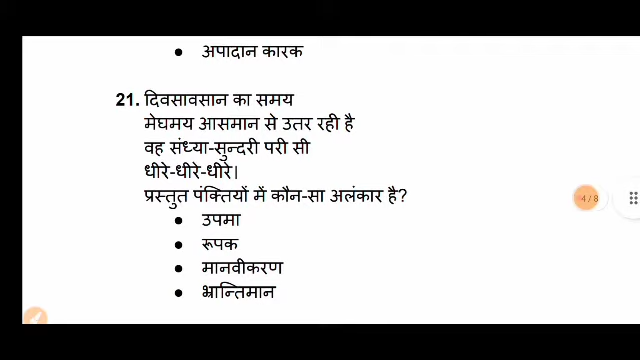 • अपादान कारक
21. दिवसावसान का समय
मेघमय आसमान से उतर रही है
वह संध्या-सुन्दरी परी सी
धीरे-धीरे-धीरे।
प्रस्तुत पंक्तियों में कौन-सा अलंकार है?
• उपमा
• रूपक
• मानवीकरण
• भ्रान्तिमान
4/8